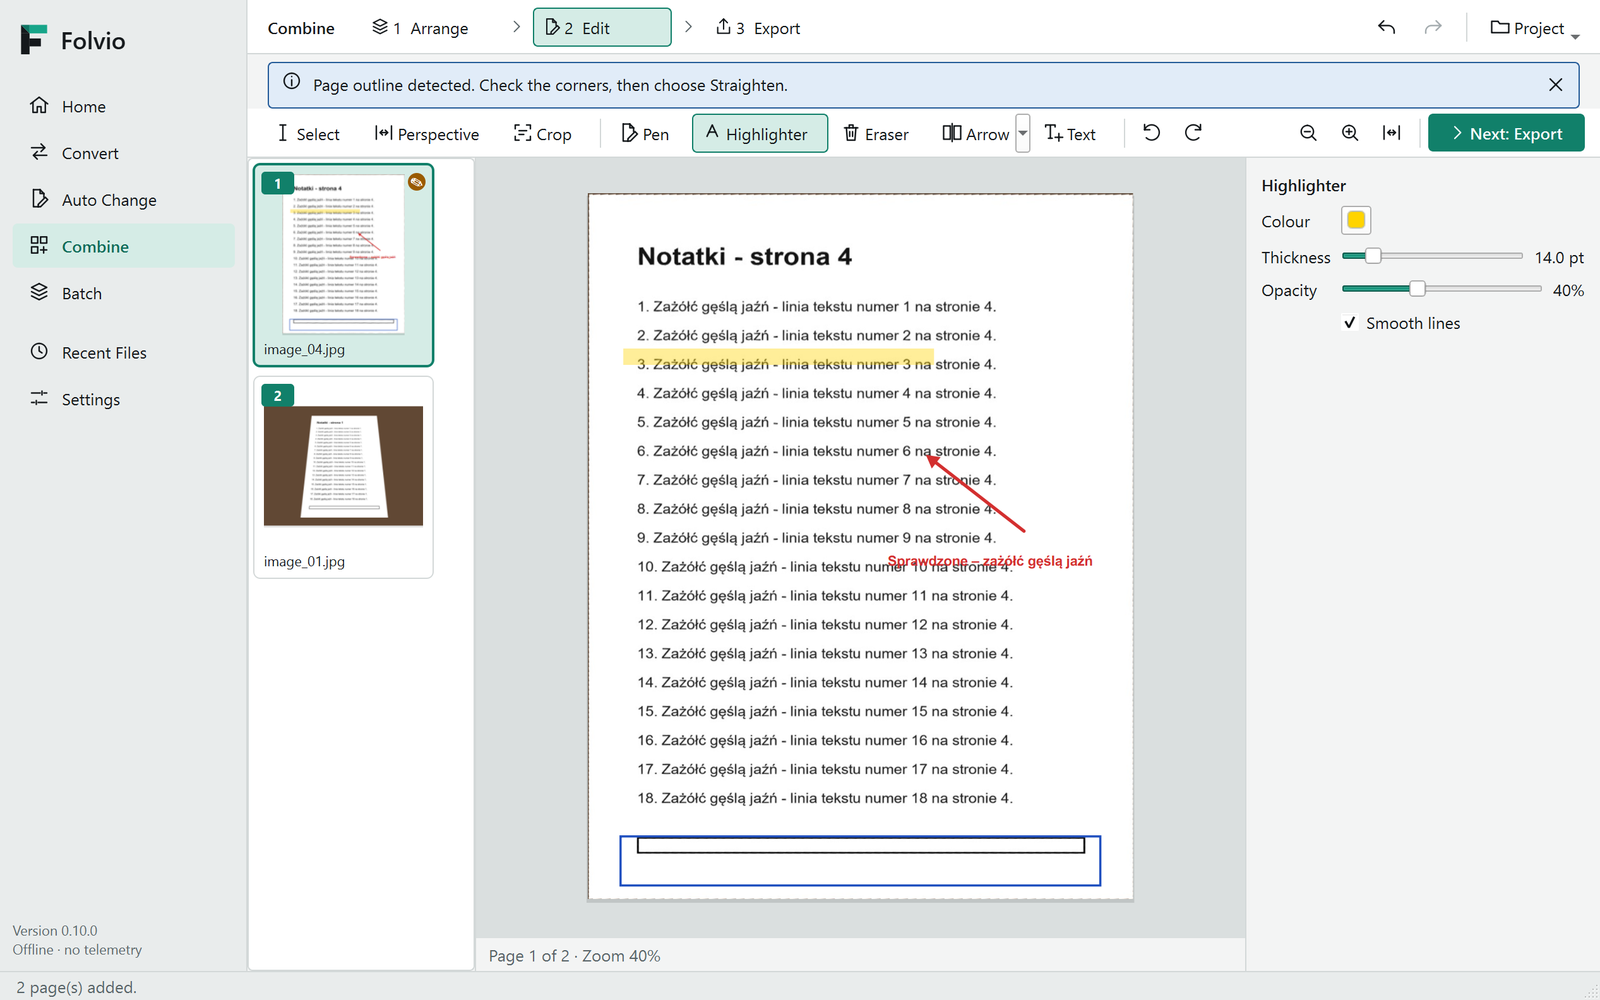 Folvio
Home
Convert
Auto Change
Combine
Batch
Recent Files
Settings
Version 0.10.0
Offline · no telemetry
2 page(s) added.
Combine
1 Arrange
2 Edit
3 Export
Project
Page outline detected. Check the corners, then choose Straighten.
Select
Perspective
Crop
Pen
Highlighter
Eraser
Arrow
Text
Next: Export
1
Notatki - strona 4
image_04.jpg
2
Notatki - strona 1
image_01.jpg
Notatki - strona 4
1. Zażółć gęślą jaźń - linia tekstu numer 1 na stronie 4.
2. Zażółć gęślą jaźń - linia tekstu numer 2 na stronie 4.
3. Zażółć gęślą jaźń - linia tekstu numer 3 na stronie 4.
4. Zażółć gęślą jaźń - linia tekstu numer 4 na stronie 4.
5. Zażółć gęślą jaźń - linia tekstu numer 5 na stronie 4.
6. Zażółć gęślą jaźń - linia tekstu numer 6 na stronie 4.
7. Zażółć gęślą jaźń - linia tekstu numer 7 na stronie 4.
8. Zażółć gęślą jaźń - linia tekstu numer 8 na stronie 4.
9. Zażółć gęślą jaźń - linia tekstu numer 9 na stronie 4.
Sprawdzone – zażółć gęślą jaźń
10. Zażółć gęślą jaźń - linia tekstu numer 10 na stronie 4.
11. Zażółć gęślą jaźń - linia tekstu numer 11 na stronie 4.
12. Zażółć gęślą jaźń - linia tekstu numer 12 na stronie 4.
13. Zażółć gęślą jaźń - linia tekstu numer 13 na stronie 4.
14. Zażółć gęślą jaźń - linia tekstu numer 14 na stronie 4.
15. Zażółć gęślą jaźń - linia tekstu numer 15 na stronie 4.
16. Zażółć gęślą jaźń - linia tekstu numer 16 na stronie 4.
17. Zażółć gęślą jaźń - linia tekstu numer 17 na stronie 4.
18. Zażółć gęślą jaźń - linia tekstu numer 18 na stronie 4.
Page 1 of 2 · Zoom 40%
Highlighter
Colour
Thickness
14.0 pt
Opacity
40%
Smooth lines